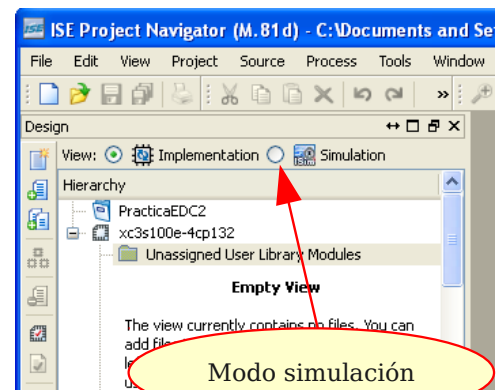 ISE Project Navigator (M.81d) - C:\Documents and Se
File Edit View Project Source Process Tools Window
»
Design
View: Implementation Simulation
Hierarchy
PracticaEDC2
xc3s100e-4cp132
Unassigned User Library Modules
Empty View
The view currently contains no files. You can
add file
Modo simulación